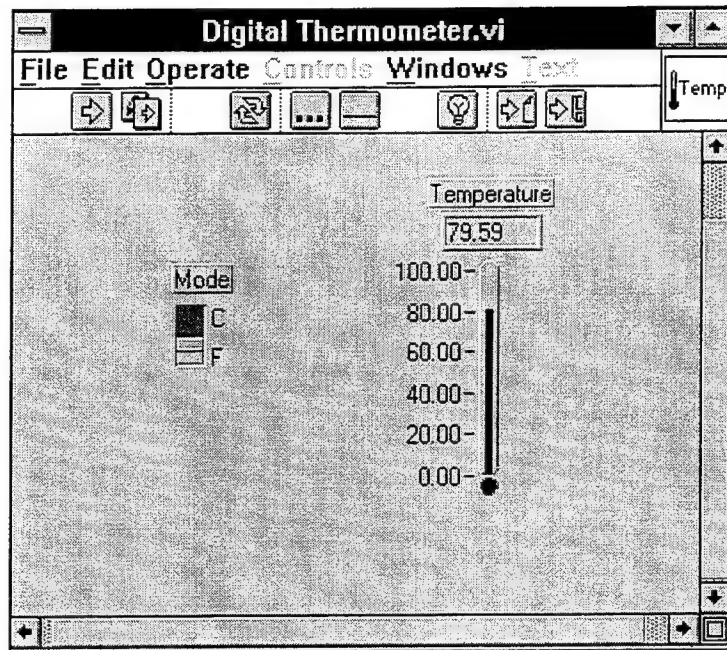 Digital Thermometer.vi
File Edit Operate Controls Windows Text
Temp
Temperature
79.59
Mode
C
F
100.00
80.00
60.00
40.00
20.00
0.00